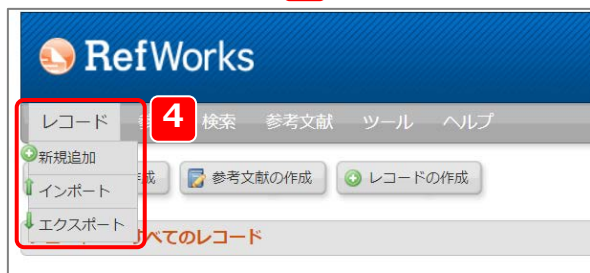 RefWorks
レコード 4 検索 参考文献 ツール ヘルプ
新規追加
成 参考文献の作成 レコードの作成
インポート
エクスポート
べてのレコード